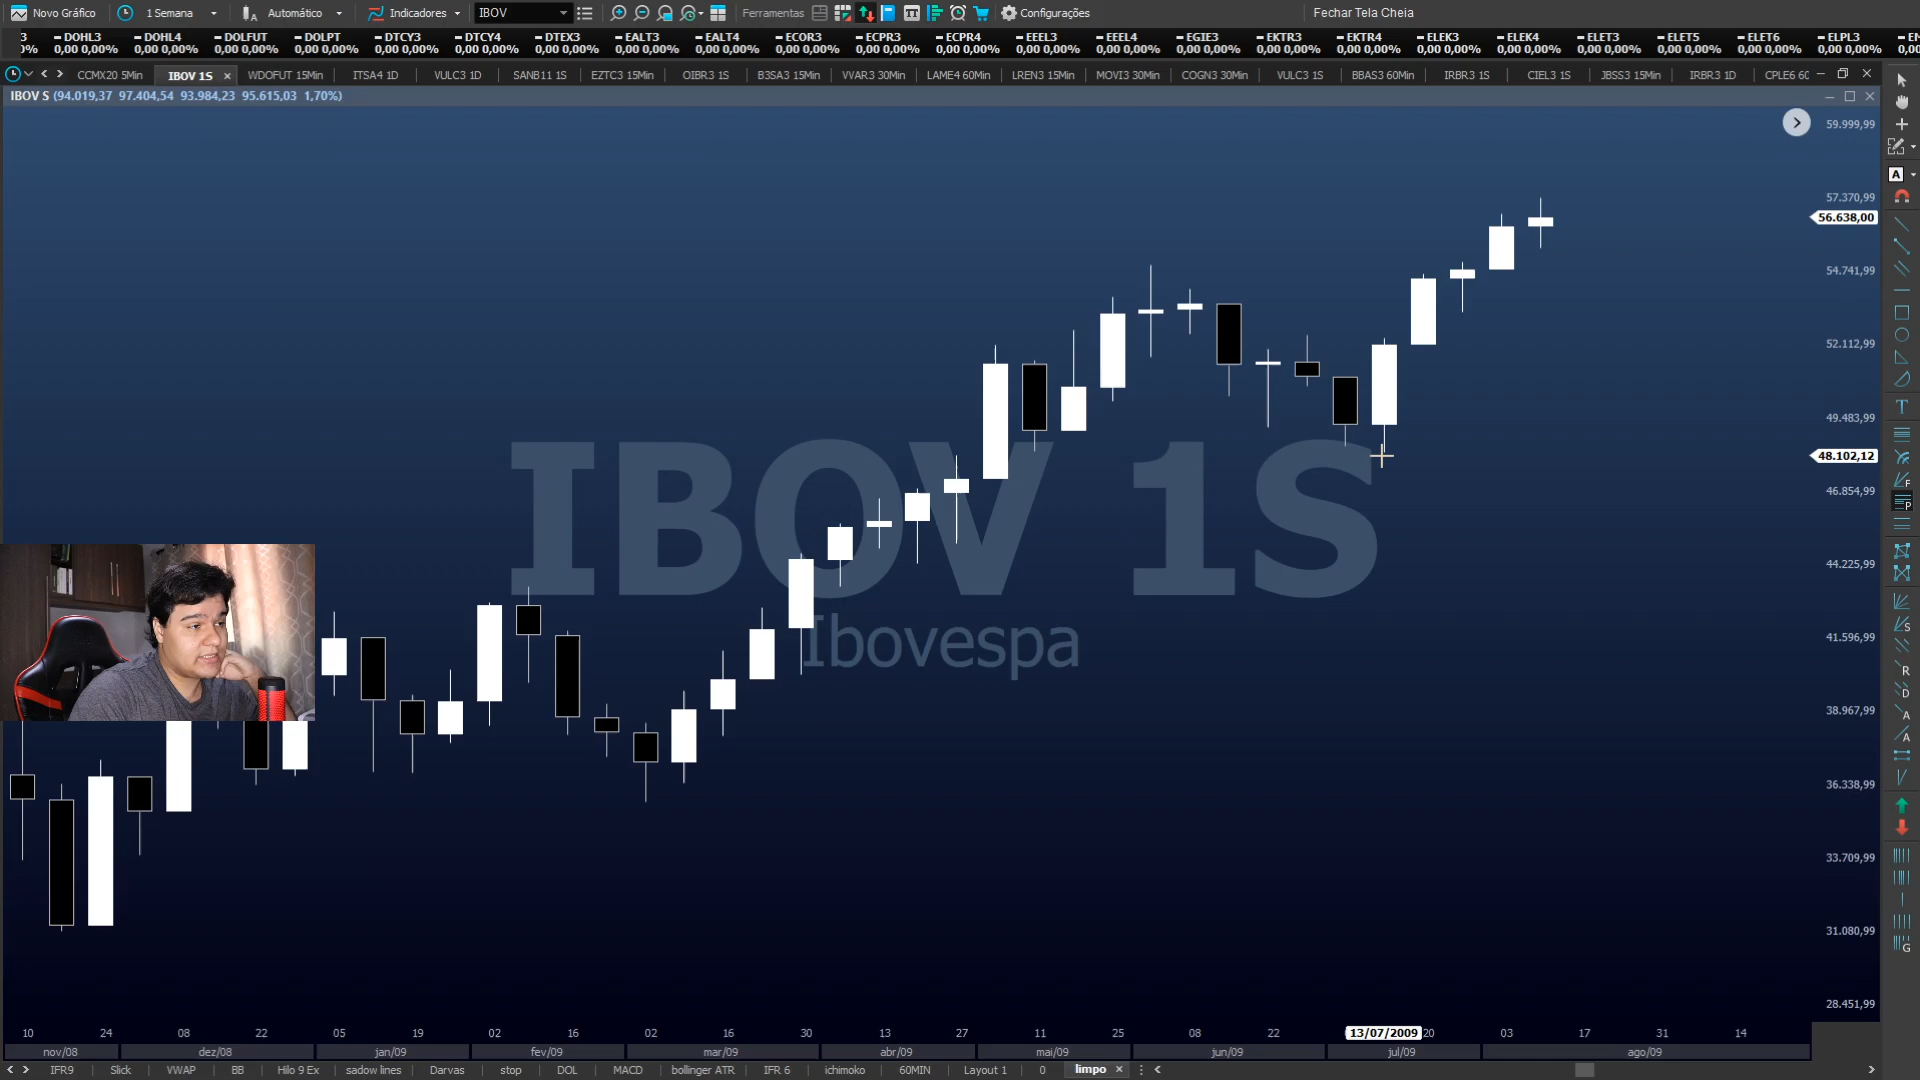 Novo Gráfico 1 Semana Automático Indicadores IBOV Ferramentas Configurações Fechar Tela Cheia
3 DOHL3 DOHL4 DOLFUT DOLPT DTCY3 DTCY4 DTEX3 EALT3 EALT4 ECOR3 ECPR3 ECPR4 EEEL3 EEEL4 EGIE3 EKTR3 EKTR4 ELEK3 ELEK4 ELET3 ELET5 ELET6 ELPL3
0% 0,00 0,00% 0,00 0,00% 0,00 0,00% 0,00 0,00% 0,00 0,00% 0,00 0,00% 0,00 0,00% 0,00 0,00% 0,00 0,00% 0,00 0,00% 0,00 0,00% 0,00 0,00% 0,00 0,00% 0,00 0,00% 0,00 0,00% 0,00 0,00% 0,00 0,00% 0,00 0,00% 0,00 0,00% 0,00 0,00% 0,00 0,00% 0,00 0,00% 0,00 0,00% 0,00
CCMX20 5Min IBOV 1S WDOFUT 15Min ITSA4 1D VULC3 1D SANB11 1S EZTC3 15Min OIBR3 1S B3SA3 15Min VVAR3 30Min LAME4 60Min LREN3 15Min MOVI3 30Min COGN3 30Min VULC3 1S BBAS3 60Min IRBR3 1S CIEL3 1S JBSS3 15Min IRBR3 1D CPLE6 60
IBOV S (94.019,37 97.404,54 93.984,23 95.615,03 1,70%)
59.999,99
57.370,99
56.638,00
54.741,99
52.112,99
49.483,99
48.102,12
46.854,99
44.225,99
41.596,99
38.967,99
36.338,99
33.709,99
31.080,99
28.451,99
IBOV 1S
Ibovespa
10 24 08 22 05 19 02 16 02 16 30 13 27 11 25 08 22 13/07/2009 20 03 17 31 14
nov/08 dez/08 jan/09 fev/09 mar/09 abr/09 mai/09 jun/09 jul/09 ago/09
IFR9 Slick VWAP BB Hilo 9 Ex sadow lines Darvas stop DOL MACD bollinger ATR IFR 6 ichimoko 60MIN Layout 1 0 limpo